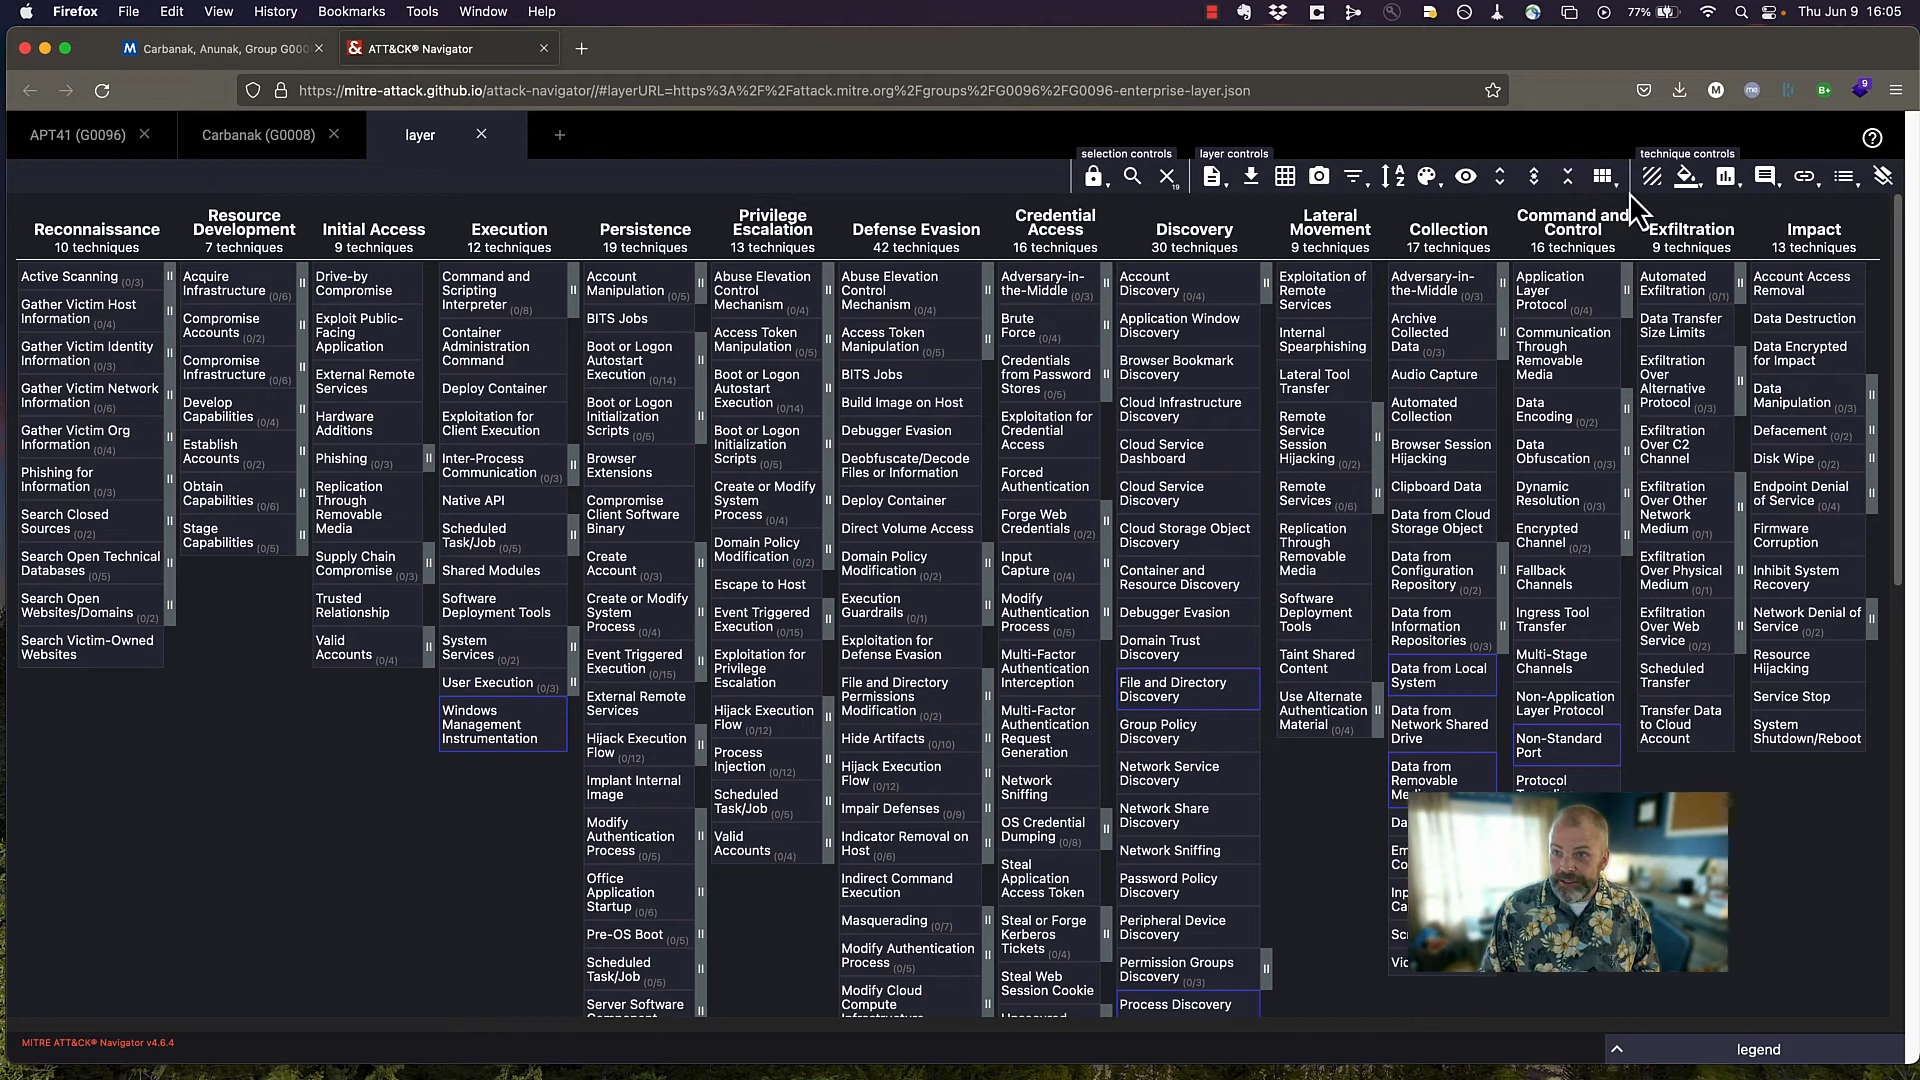 Firefox File Edit View History Bookmarks Tools Window Help
77% Thu Jun 9 16:05
Carbanak, Anunak, Group G000
ATT&CK® Navigator
https://mitre-attack.github.io/attack-navigator//#layerURL=https%3A%2F%2Fattack.mitre.org%2Fgroups%2FG0096%2FG0096-enterprise-layer.json
APT41 (G0096)
Carbanak (G0008)
layer
selection controls
layer controls
technique controls
19
Reconnaissance
10 techniques
Active Scanning (0/3)
Gather Victim Host
Information (0/4)
Gather Victim Identity
Information (0/3)
Gather Victim Network
Information (0/6)
Gather Victim Org
Information (0/4)
Phishing for
Information (0/3)
Search Closed
Sources (0/2)
Search Open Technical
Databases (0/5)
Search Open
Websites/Domains (0/2)
Search Victim-Owned
Websites
Resource
Development
7 techniques
Acquire
Infrastructure (0/6)
Compromise
Accounts (0/2)
Compromise
Infrastructure (0/6)
Develop
Capabilities (0/4)
Establish
Accounts (0/2)
Obtain
Capabilities (0/6)
Stage
Capabilities (0/5)
Initial Access
9 techniques
Drive-by
Compromise
Exploit Public-
Facing
Application
External Remote
Services
Hardware
Additions
Phishing (0/3)
Replication
Through
Removable
Media
Supply Chain
Compromise (0/3)
Trusted
Relationship
Valid
Accounts (0/4)
Execution
12 techniques
Command and
Scripting
Interpreter (0/8)
Container
Administration
Command
Deploy Container
Exploitation for
Client Execution
Inter-Process
Communication (0/3)
Native API
Scheduled
Task/Job (0/5)
Shared Modules
Software
Deployment Tools
System
Services (0/2)
User Execution (0/3)
Windows
Management
Instrumentation
Persistence
19 techniques
Account
Manipulation (0/5)
BITS Jobs
Boot or Logon
Autostart
Execution (0/14)
Boot or Logon
Initialization
Scripts (0/5)
Browser
Extensions
Compromise
Client Software
Binary
Create
Account (0/3)
Create or Modify
System
Process (0/4)
Event Triggered
Execution (0/15)
External Remote
Services
Hijack Execution
Flow (0/12)
Implant Internal
Image
Modify
Authentication
Process (0/5)
Office
Application
Startup (0/6)
Pre-OS Boot (0/5)
Scheduled
Task/Job (0/5)
Server Software
Privilege
Escalation
13 techniques
Abuse Elevation
Control
Mechanism (0/4)
Access Token
Manipulation (0/5)
Boot or Logon
Autostart
Execution (0/14)
Boot or Logon
Initialization
Scripts (0/5)
Create or Modify
System
Process (0/4)
Domain Policy
Modification (0/2)
Escape to Host
Event Triggered
Execution (0/15)
Exploitation for
Privilege
Escalation
Hijack Execution
Flow (0/12)
Process
Injection (0/12)
Scheduled
Task/Job (0/5)
Valid
Accounts (0/4)
Defense Evasion
42 techniques
Abuse Elevation
Control
Mechanism (0/4)
Access Token
Manipulation (0/5)
BITS Jobs
Build Image on Host
Debugger Evasion
Deobfuscate/Decode
Files or Information
Deploy Container
Direct Volume Access
Domain Policy
Modification (0/2)
Execution
Guardrails (0/1)
Exploitation for
Defense Evasion
File and Directory
Permissions
Modification (0/2)
Hide Artifacts (0/10)
Hijack Execution
Flow (0/12)
Impair Defenses (0/9)
Indicator Removal on
Host (0/6)
Indirect Command
Execution
Masquerading (0/7)
Modify Authentication
Process (0/5)
Modify Cloud
Compute
Credential
Access
16 techniques
Adversary-in-
the-Middle (0/3)
Brute
Force (0/4)
Credentials
from Password
Stores (0/5)
Exploitation for
Credential
Access
Forced
Authentication
Forge Web
Credentials (0/2)
Input
Capture (0/4)
Modify
Authentication
Process (0/5)
Multi-Factor
Authentication
Interception
Multi-Factor
Authentication
Request
Generation
Network
Sniffing
OS Credential
Dumping (0/8)
Steal
Application
Access Token
Steal or Forge
Kerberos
Tickets (0/4)
Steal Web
Session Cookie
Discovery
30 techniques
Account
Discovery (0/4)
Application Window
Discovery
Browser Bookmark
Discovery
Cloud Infrastructure
Discovery
Cloud Service
Dashboard
Cloud Service
Discovery
Cloud Storage Object
Discovery
Container and
Resource Discovery
Debugger Evasion
Domain Trust
Discovery
File and Directory
Discovery
Group Policy
Discovery
Network Service
Discovery
Network Share
Discovery
Network Sniffing
Password Policy
Discovery
Peripheral Device
Discovery
Permission Groups
Discovery (0/3)
Process Discovery
Lateral
Movement
9 techniques
Exploitation of
Remote
Services
Internal
Spearphishing
Lateral Tool
Transfer
Remote
Service
Session
Hijacking (0/2)
Remote
Services (0/6)
Replication
Through
Removable
Media
Software
Deployment
Tools
Taint Shared
Content
Use Alternate
Authentication
Material (0/4)
Collection
17 techniques
Adversary-in-
the-Middle (0/3)
Archive
Collected
Data (0/3)
Audio Capture
Automated
Collection
Browser Session
Hijacking
Clipboard Data
Data from Cloud
Storage Object
Data from
Configuration
Repository (0/2)
Data from
Information
Repositories (0/3)
Data from Local
System
Data from
Network Shared
Drive
Data from
Removable
Command and
Control
16 techniques
Application
Layer
Protocol (0/4)
Communication
Through
Removable
Media
Data
Encoding (0/2)
Data
Obfuscation (0/3)
Dynamic
Resolution (0/3)
Encrypted
Channel (0/2)
Fallback
Channels
Ingress Tool
Transfer
Multi-Stage
Channels
Non-Application
Layer Protocol
Non-Standard
Port
Protocol
Exfiltration
9 techniques
Automated
Exfiltration (0/1)
Data Transfer
Size Limits
Exfiltration
Over
Alternative
Protocol (0/3)
Exfiltration
Over C2
Channel
Exfiltration
Over Other
Network
Medium (0/1)
Exfiltration
Over Physical
Medium (0/1)
Exfiltration
Over Web
Service (0/2)
Scheduled
Transfer
Transfer Data
to Cloud
Account
Impact
13 techniques
Account Access
Removal
Data Destruction
Data Encrypted
for Impact
Data
Manipulation (0/3)
Defacement (0/2)
Disk Wipe (0/2)
Endpoint Denial
of Service (0/4)
Firmware
Corruption
Inhibit System
Recovery
Network Denial of
Service (0/2)
Resource
Hijacking
Service Stop
System
Shutdown/Reboot
MITRE ATT&CK® Navigator v4.6.4
legend